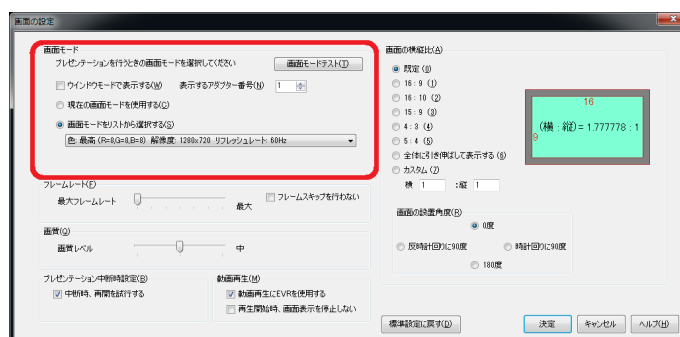 画面の設定
画面モード
プレゼンテーションを行うときの画面モードを選択してください
画面モードテスト(T)
ウインドウモードで表示する(W)
表示するアダプター番号(N)
1
現在の画面モードを使用する(C)
画面モードをリストから選択する(S)
色: 最高 (R=8,G=8,B=8) 解像度: 1280x720 リフレッシュレート: 60Hz
フレームレート(F)
最大フレームレート
最大
フレームスキップを行わない
画質(Q)
画質レベル
中
プレゼンテーション中断時設定(B)
中断時、再開を試行する
動画再生(M)
動画再生にEVRを使用する
再生開始時、画面表示を停止しない
画面の横縦比(A)
既定 (0)
16 : 9 (1)
16 : 10 (2)
15 : 9 (3)
4 : 3 (4)
5 : 4 (5)
全体に引き伸ばして表示する (6)
カスタム (7)
横 1 :縦 1
16
9
(横 : 縦) = 1.777778 : 1
画面の設置角度(R)
0度
反時計回りに90度
時計回りに90度
180度
標準設定に戻す(D)
決定
キャンセル
ヘルプ(H)